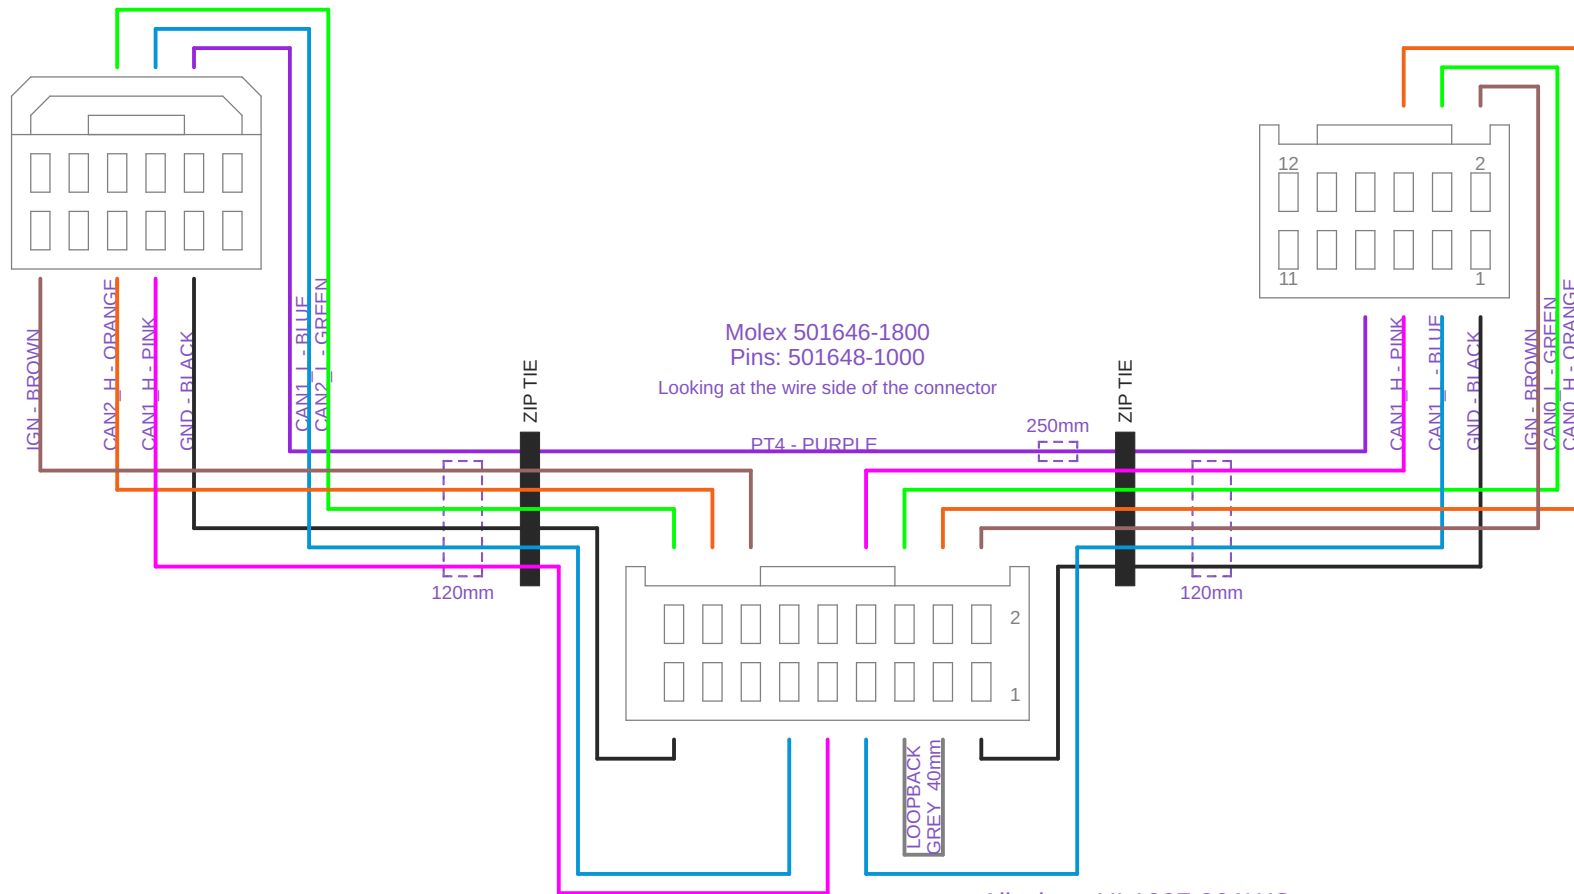 12
2
11
1
IGN - BROWN
CAN2_H - ORANGE
CAN1_H - PINK
GND - BLACK
CAN1_L - BLUE
CAN2_L - GREEN
Molex 501646-1800
Pins: 501648-1000
Looking at the wire side of the connector
ZIP TIE
ZIP TIE
CAN1_H - PINK
CAN1_L - BLUE
GND - BLACK
IGN - BROWN
CAN0_L - GREEN
CAN0_H - ORANGE
250mm
PT4 - PURPLE
120mm
120mm
2
1
LOOPBACK
GREY 40mm